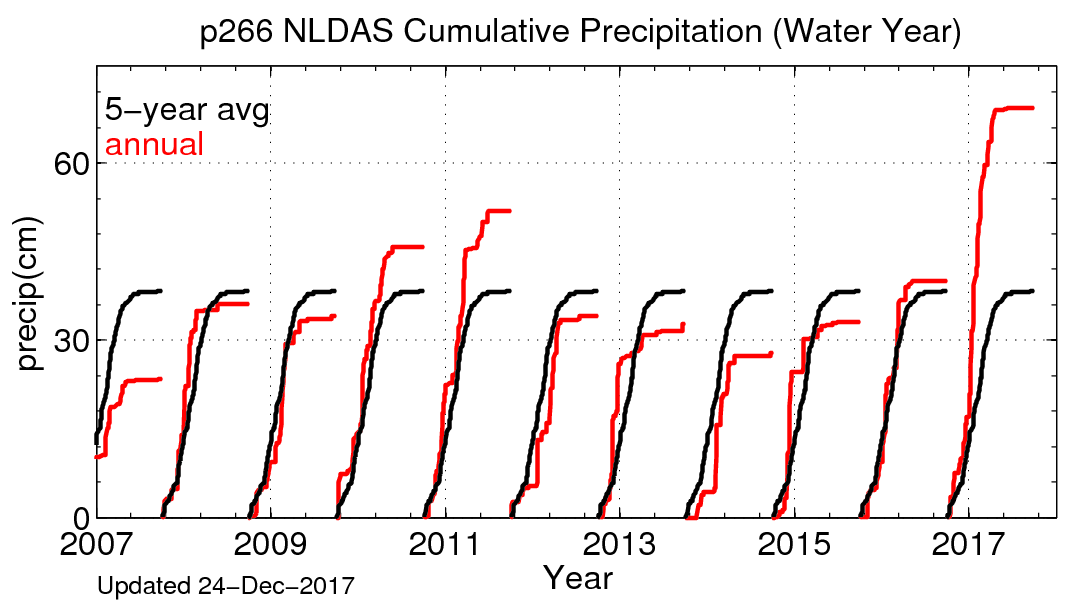 p266 NLDAS Cumulative Precipitation (Water Year)
5−year avg
annual
precip(cm)
60
30
0
2007 2009 2011 2013 2015 2017
Year
Updated 24−Dec−2017